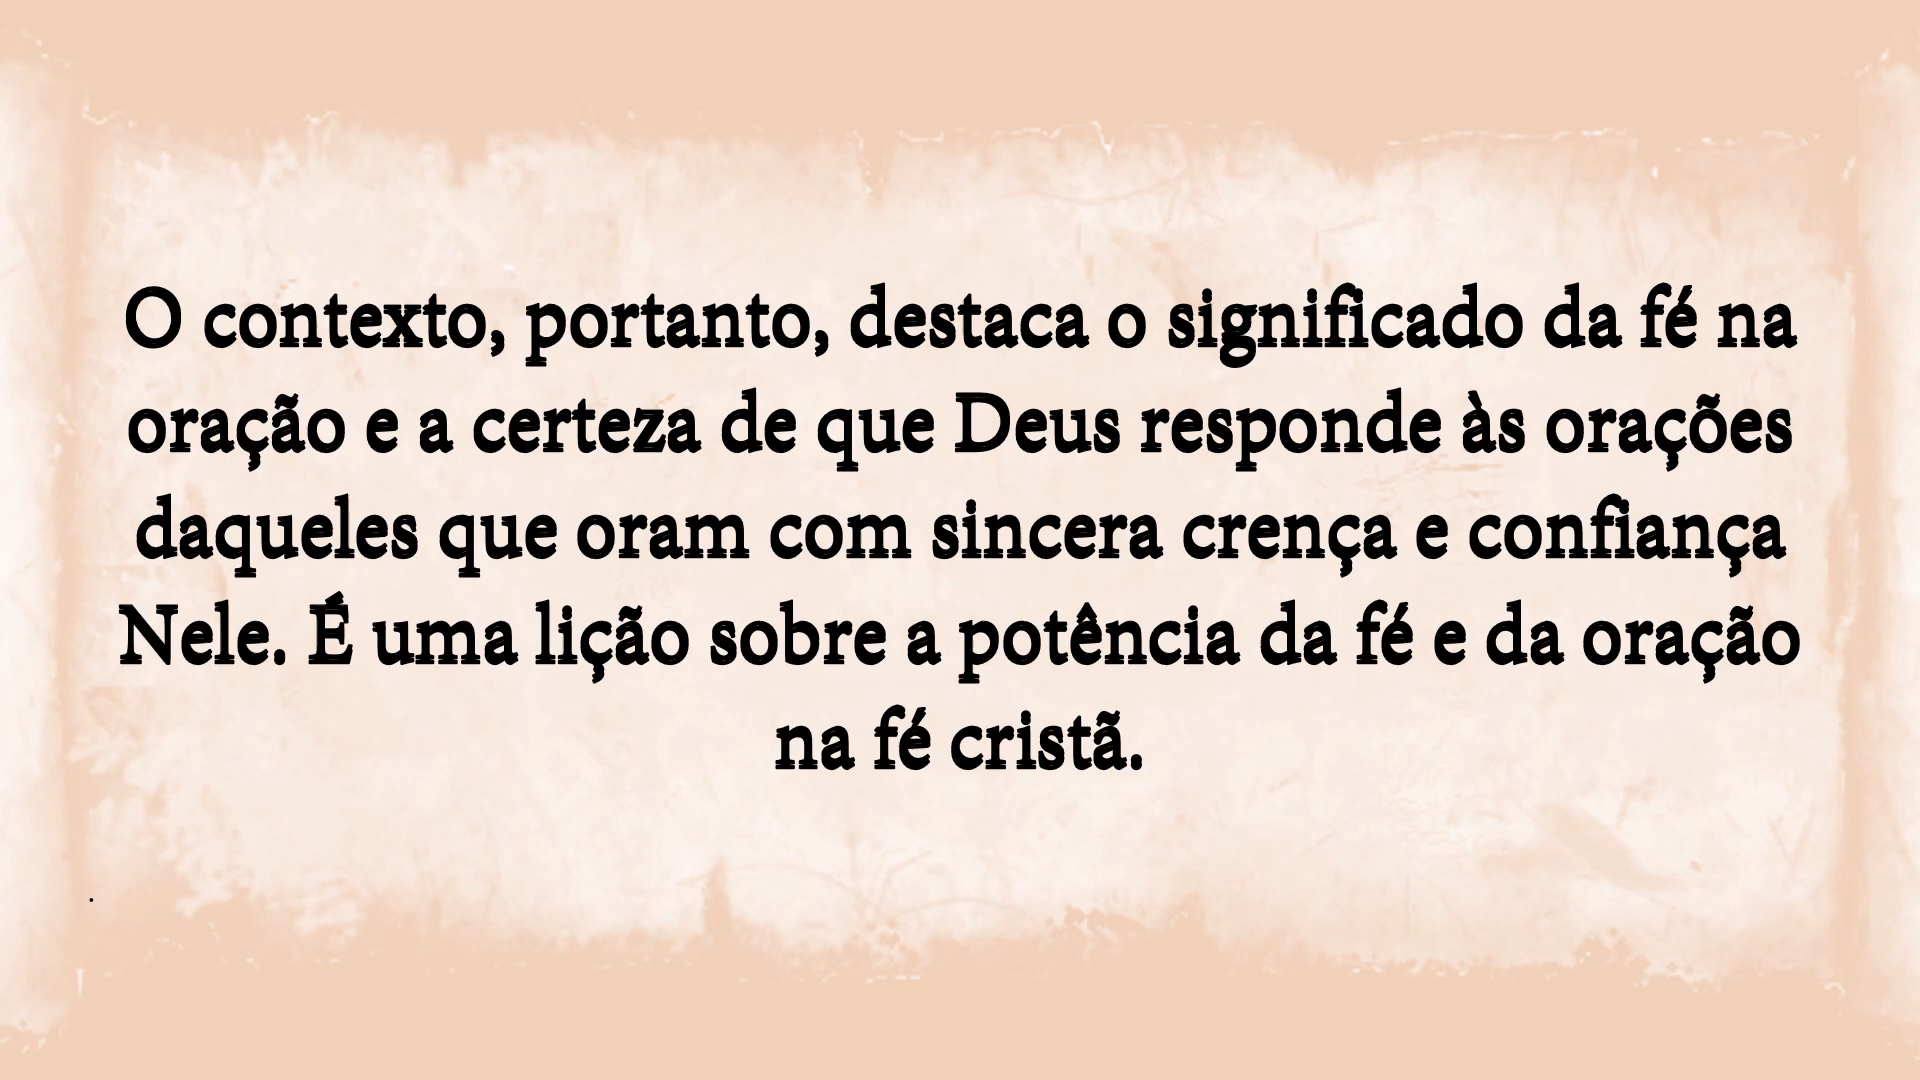 O contexto, portanto, destaca o significado da fé na
oração e a certeza de que Deus responde às orações
daqueles que oram com sincera crença e confiança
Nele. É uma lição sobre a potência da fé e da oração
na fé cristã.
.